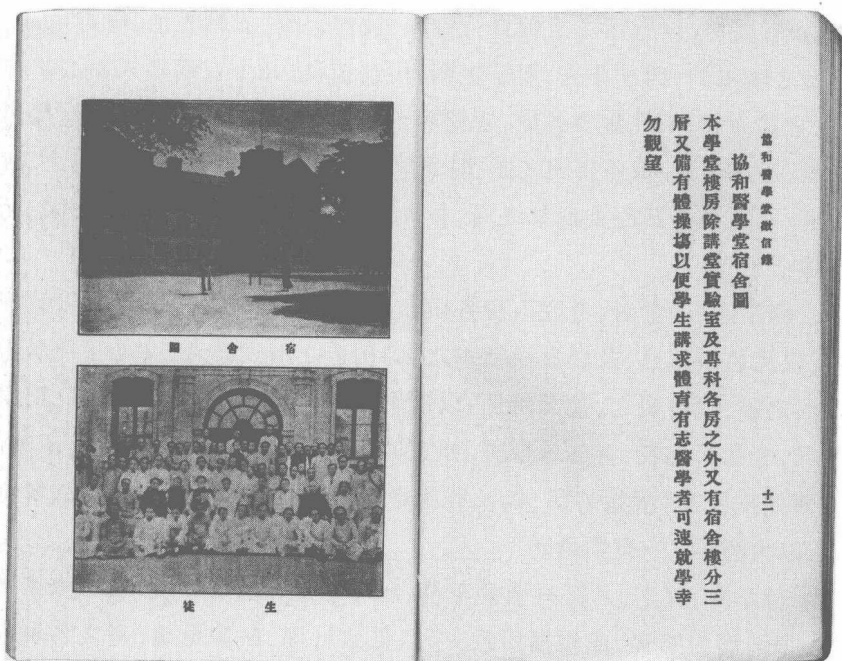 協和醫學堂徵信錄
十二
協和醫學堂宿舍圖
本學堂樓房除講堂實驗室及專科各房之外又有宿舍樓分三
層又備有體操塲以便學生講求體育有志醫學者可速就學幸
勿觀望
宿舍圖
生徒